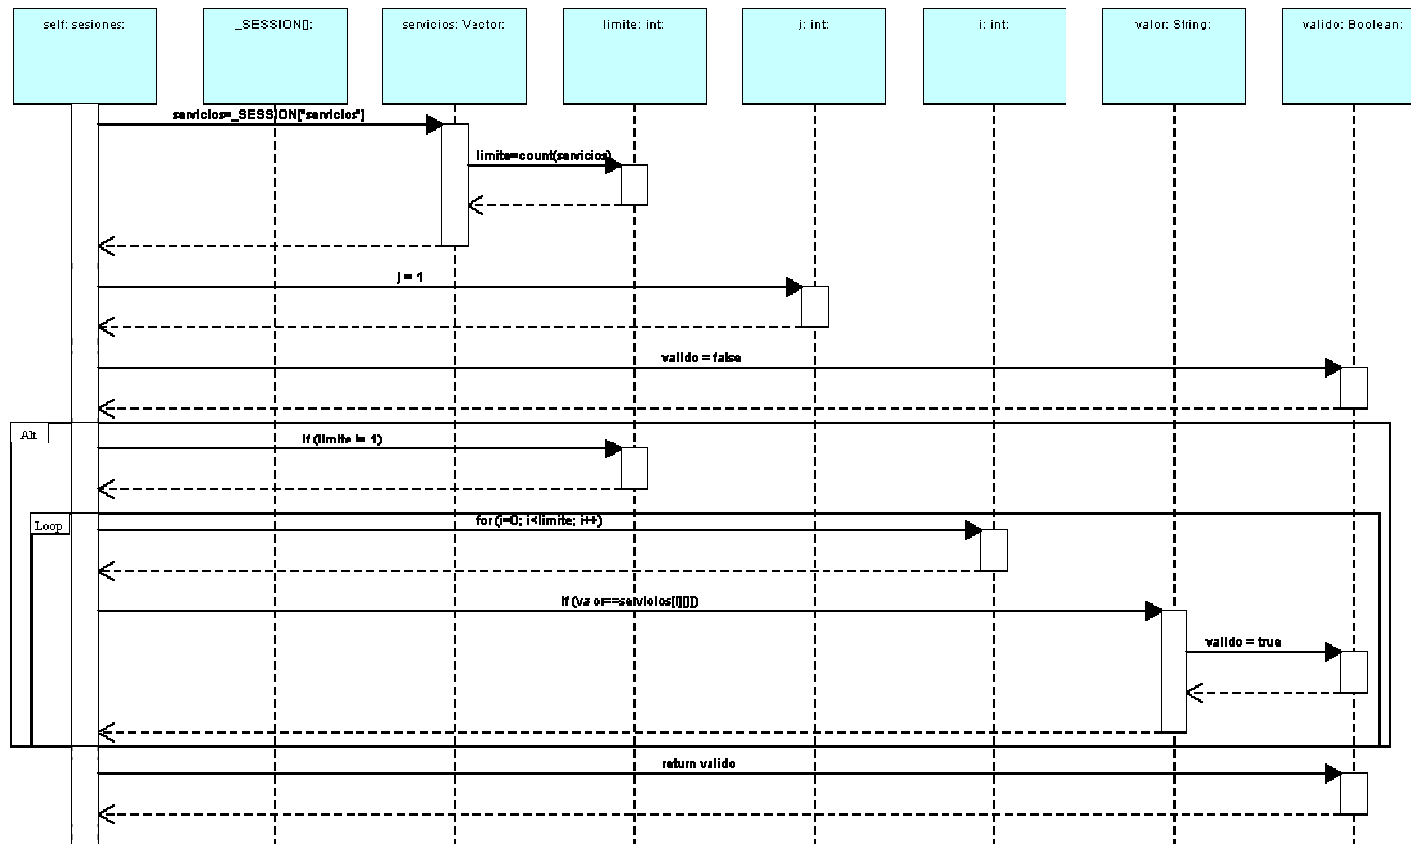 self: sesiones:
_SESSION[]:
servicios: Vector:
limite: int:
j: int:
i: int:
valor: String:
valido: Boolean:
servicios=_SESSION["servicios"]
limite=count(servicios)
j = 1
valido = false
Alt
if (limite != 1)
Loop
for (i=0; i<limite; i++)
if (valor==servicios[i][j])
valido = true
return valido